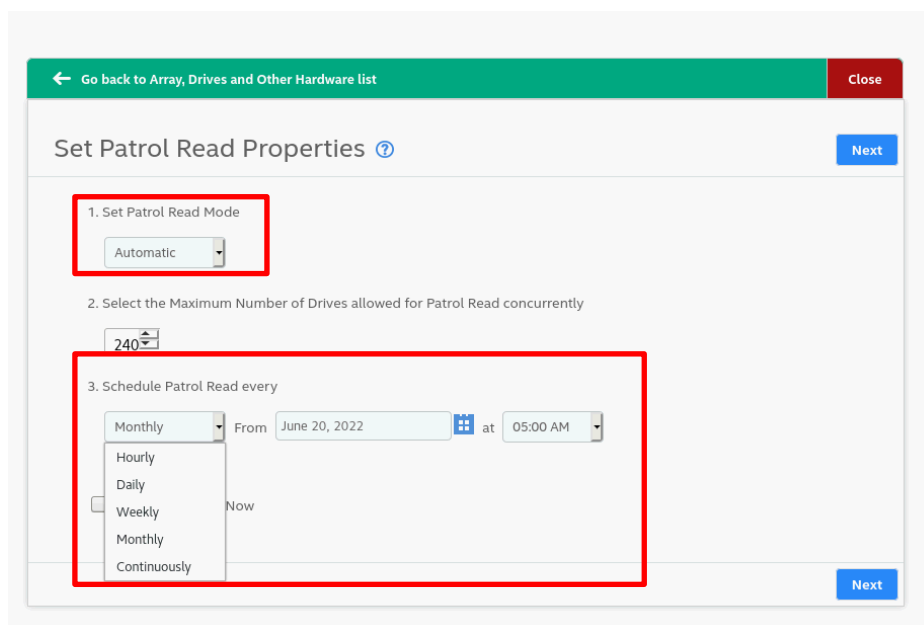 Go back to Array, Drives and Other Hardware list
Close
Set Patrol Read Properties ?
Next
1. Set Patrol Read Mode
Automatic
2. Select the Maximum Number of Drives allowed for Patrol Read concurrently
240
3. Schedule Patrol Read every
Monthly From June 20, 2022 at 05:00 AM
Hourly
Daily
Weekly
Now
Monthly
Continuously
Next